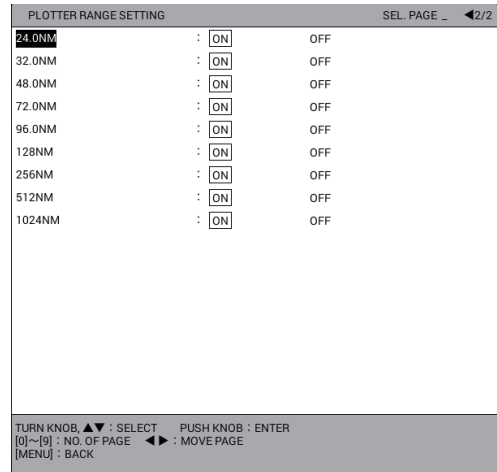 PLOTTER RANGE SETTING SEL. PAGE _ ◀2/2
24.0NM : ON OFF
32.0NM : ON OFF
48.0NM : ON OFF
72.0NM : ON OFF
96.0NM : ON OFF
128NM : ON OFF
256NM : ON OFF
512NM : ON OFF
1024NM : ON OFF
TURN KNOB, ▲▼ : SELECT PUSH KNOB : ENTER
[0]~[9] : NO. OF PAGE ◀ ▶ : MOVE PAGE
[MENU] : BACK